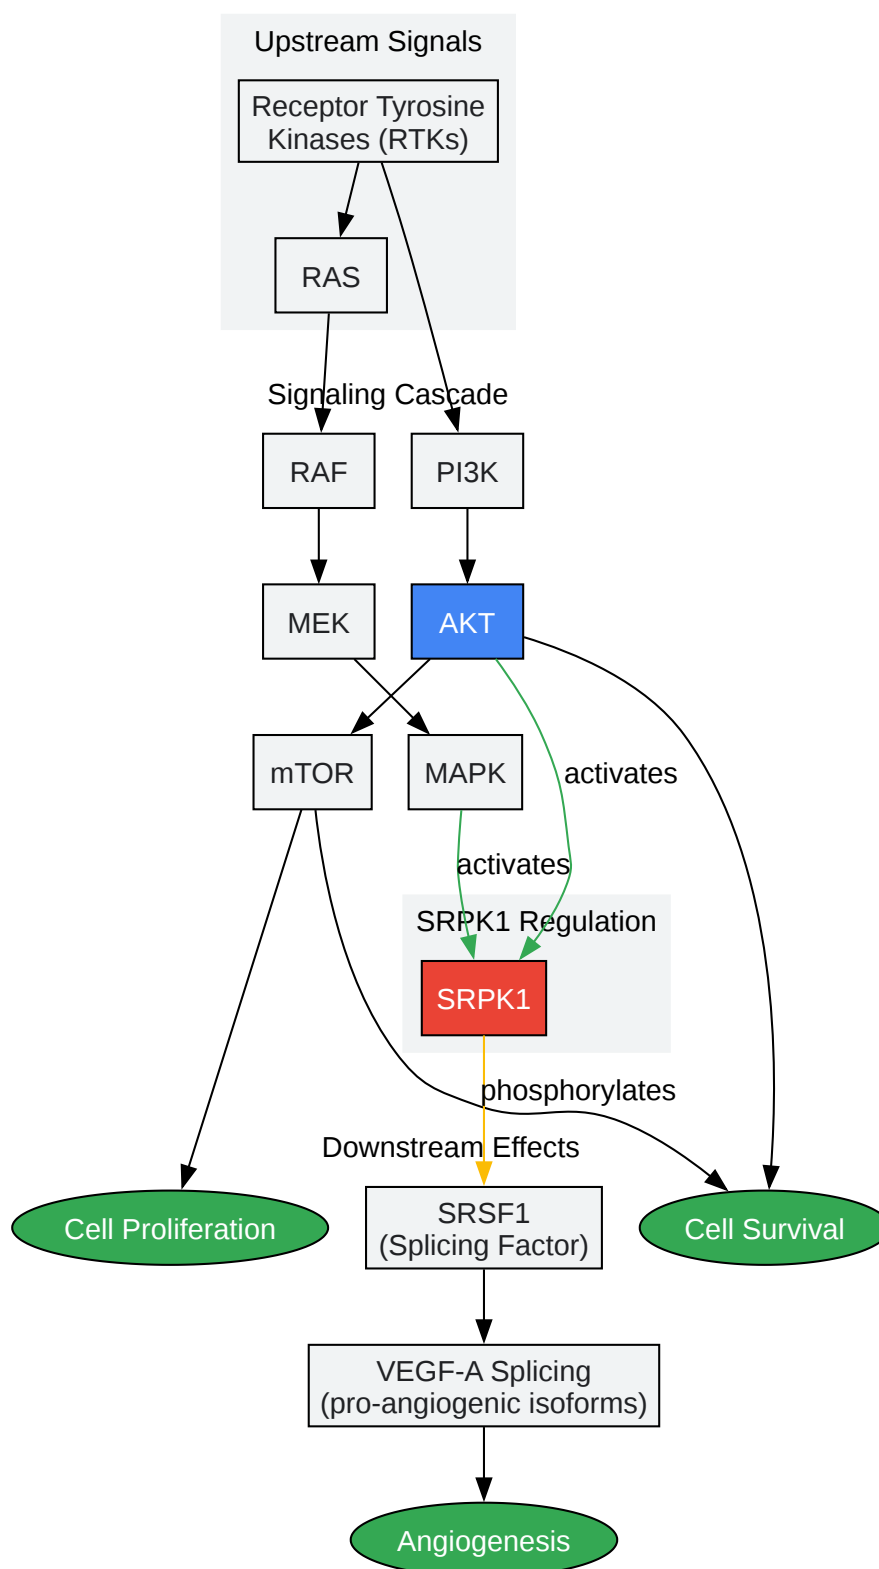 Upstream Signals
Receptor Tyrosine
Kinases (RTKs)
RAS
Signaling Cascade
RAF
PI3K
MEK
AKT
mTOR
MAPK
activates
activates
SRPK1 Regulation
SRPK1
phosphorylates
Downstream Effects
Cell Proliferation
SRSF1
(Splicing Factor)
Cell Survival
VEGF-A Splicing
(pro-angiogenic isoforms)
Angiogenesis